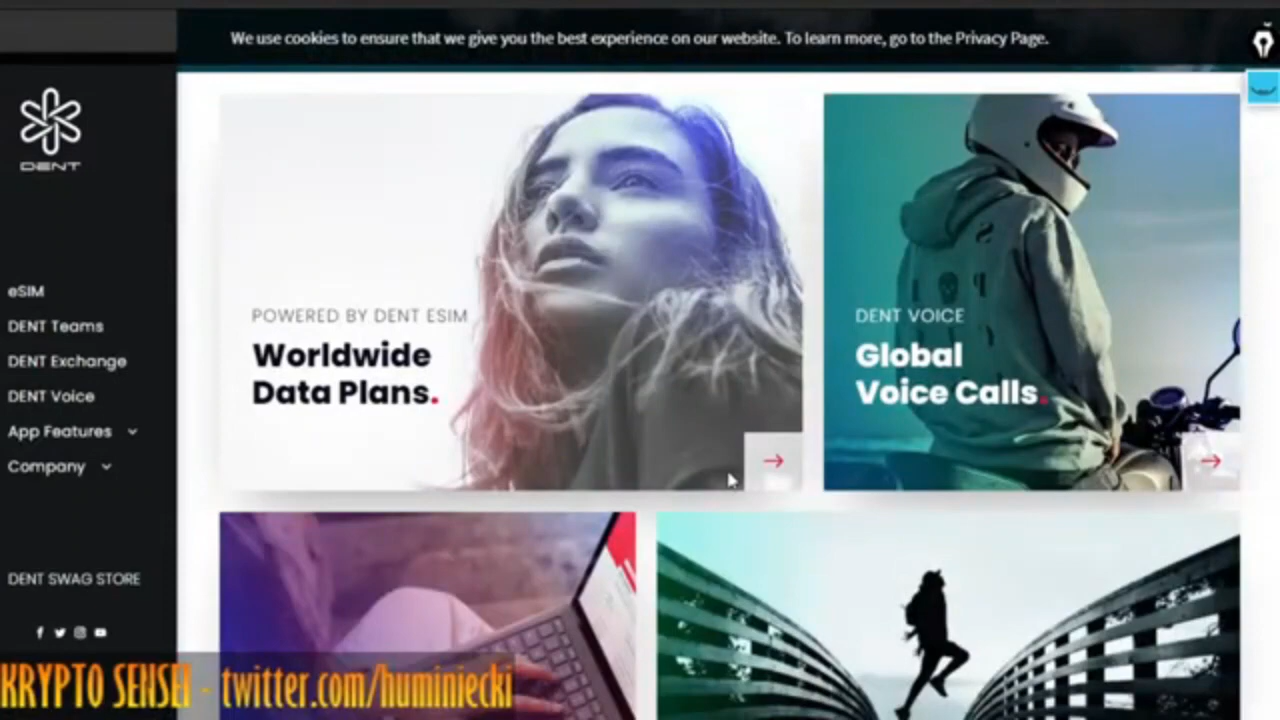 We use cookies to ensure that we give you the best experience on our website. To learn more, go to the Privacy Page.
DENT
eSIM
DENT Teams
DENT Exchange
DENT Voice
App Features
Company
DENT SWAG STORE
POWERED BY DENT ESIM
Worldwide
Data Plans.
DENT VOICE
Global
Voice Calls.
KRYPTO SENSEI - twitter.com/huminiecki